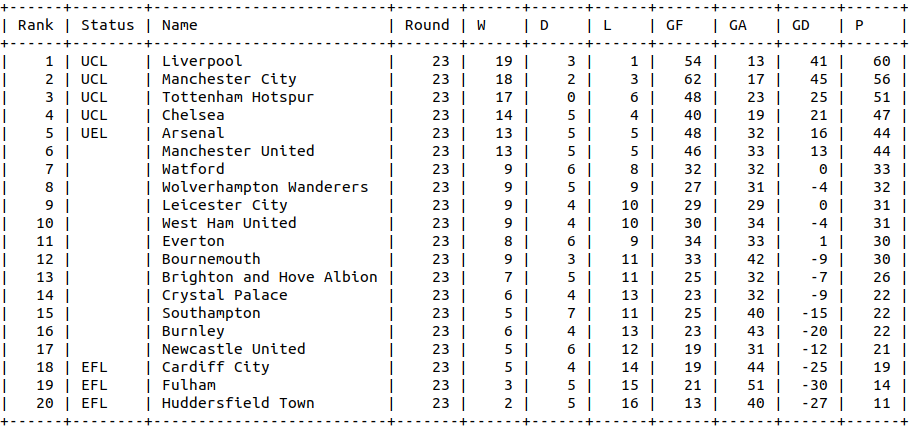 +------+--------+--------------------------+-------+------+------+------+------+------+------+------+
| Rank | Status | Name                     | Round | W    | D    | L    | GF   | GA   | GD   | P    |
+------+--------+--------------------------+-------+------+------+------+------+------+------+------+
|    1 | UCL    | Liverpool                |    23 |   19 |    3 |    1 |   54 |   13 |   41 |   60 |
|    2 | UCL    | Manchester City          |    23 |   18 |    2 |    3 |   62 |   17 |   45 |   56 |
|    3 | UCL    | Tottenham Hotspur        |    23 |   17 |    0 |    6 |   48 |   23 |   25 |   51 |
|    4 | UCL    | Chelsea                  |    23 |   14 |    5 |    4 |   40 |   19 |   21 |   47 |
|    5 | UEL    | Arsenal                  |    23 |   13 |    5 |    5 |   48 |   32 |   16 |   44 |
|    6 |        | Manchester United        |    23 |   13 |    5 |    5 |   46 |   33 |   13 |   44 |
|    7 |        | Watford                  |    23 |    9 |    6 |    8 |   32 |   32 |    0 |   33 |
|    8 |        | Wolverhampton Wanderers  |    23 |    9 |    5 |    9 |   27 |   31 |   -4 |   32 |
|    9 |        | Leicester City           |    23 |    9 |    4 |   10 |   29 |   29 |    0 |   31 |
|   10 |        | West Ham United          |    23 |    9 |    4 |   10 |   30 |   34 |   -4 |   31 |
|   11 |        | Everton                  |    23 |    8 |    6 |    9 |   34 |   33 |    1 |   30 |
|   12 |        | Bournemouth              |    23 |    9 |    3 |   11 |   33 |   42 |   -9 |   30 |
|   13 |        | Brighton and Hove Albion |    23 |    7 |    5 |   11 |   25 |   32 |   -7 |   26 |
|   14 |        | Crystal Palace           |    23 |    6 |    4 |   13 |   23 |   32 |   -9 |   22 |
|   15 |        | Southampton              |    23 |    5 |    7 |   11 |   25 |   40 |  -15 |   22 |
|   16 |        | Burnley                  |    23 |    6 |    4 |   13 |   23 |   43 |  -20 |   22 |
|   17 |        | Newcastle United         |    23 |    5 |    6 |   12 |   19 |   31 |  -12 |   21 |
|   18 | EFL    | Cardiff City             |    23 |    5 |    4 |   14 |   19 |   44 |  -25 |   19 |
|   19 | EFL    | Fulham                   |    23 |    3 |    5 |   15 |   21 |   51 |  -30 |   14 |
|   20 | EFL    | Huddersfield Town        |    23 |    2 |    5 |   16 |   13 |   40 |  -27 |   11 |
+------+--------+--------------------------+-------+------+------+------+------+------+------+------+